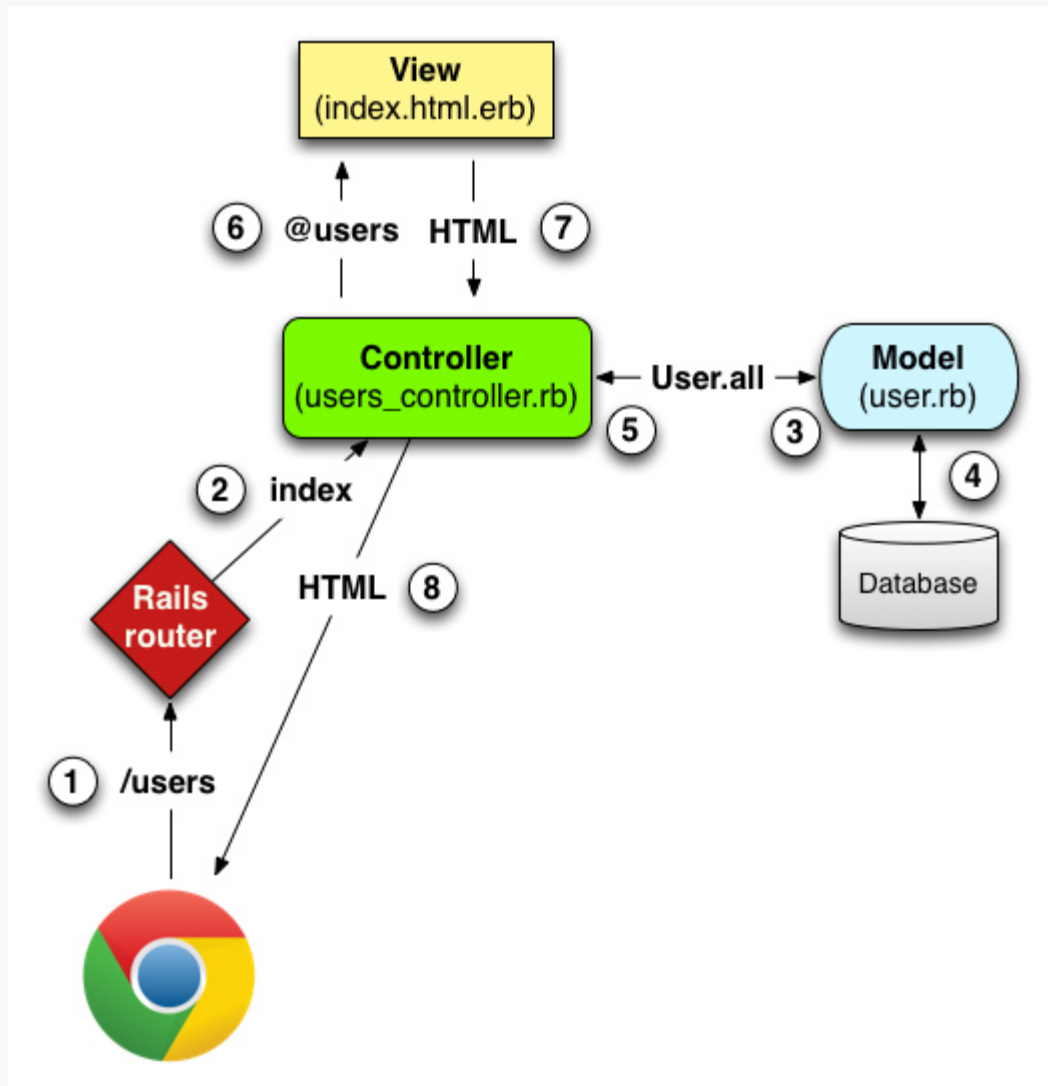 View
(index.html.erb)
6 @users HTML 7
Controller
(users_controller.rb)
User.all
Model
(user.rb)
5
3
4
2 index
Database
HTML 8
Rails
router
1 /users